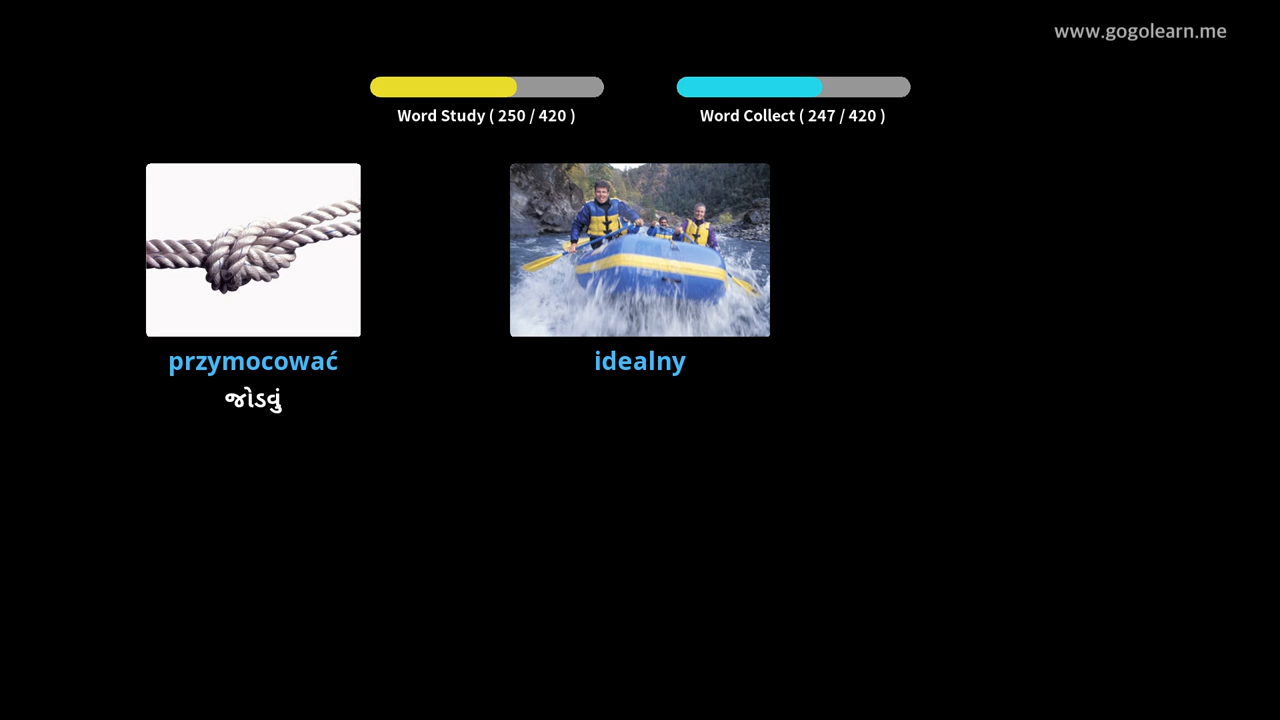 www.gogolearn.me
Word Study ( 250 / 420 )
Word Collect ( 247 / 420 )
przymocować
idealny
જોડવું